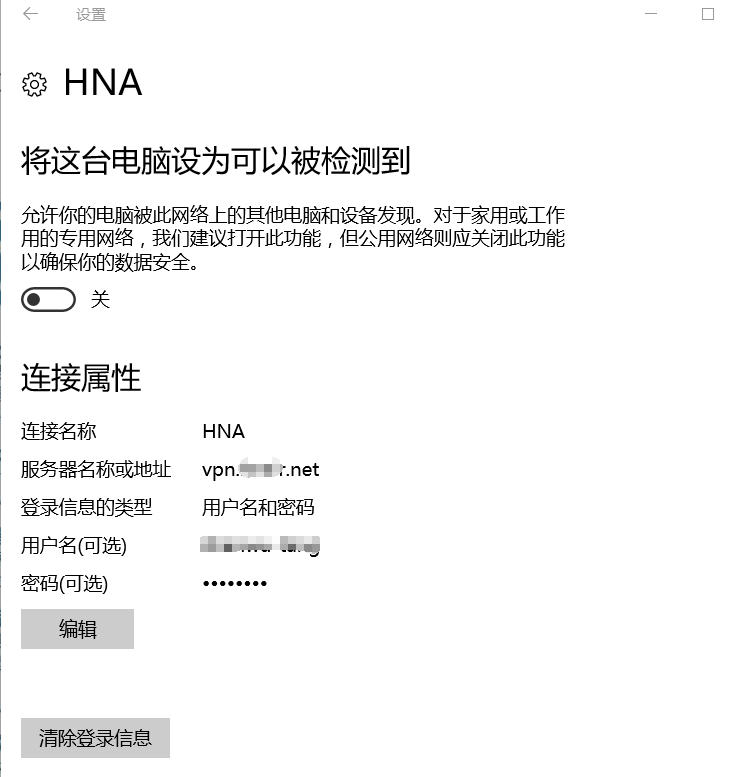 设置
HNA
将这台电脑设为可以被检测到
允许你的电脑被此网络上的其他电脑和设备发现。对于家用或工作
用的专用网络，我们建议打开此功能，但公用网络则应关闭此功能
以确保你的数据安全。
关
连接属性
连接名称 HNA
服务器名称或地址 vpn. r.net
登录信息的类型 用户名和密码
用户名(可选)
密码(可选) ••••••••
编辑
清除登录信息